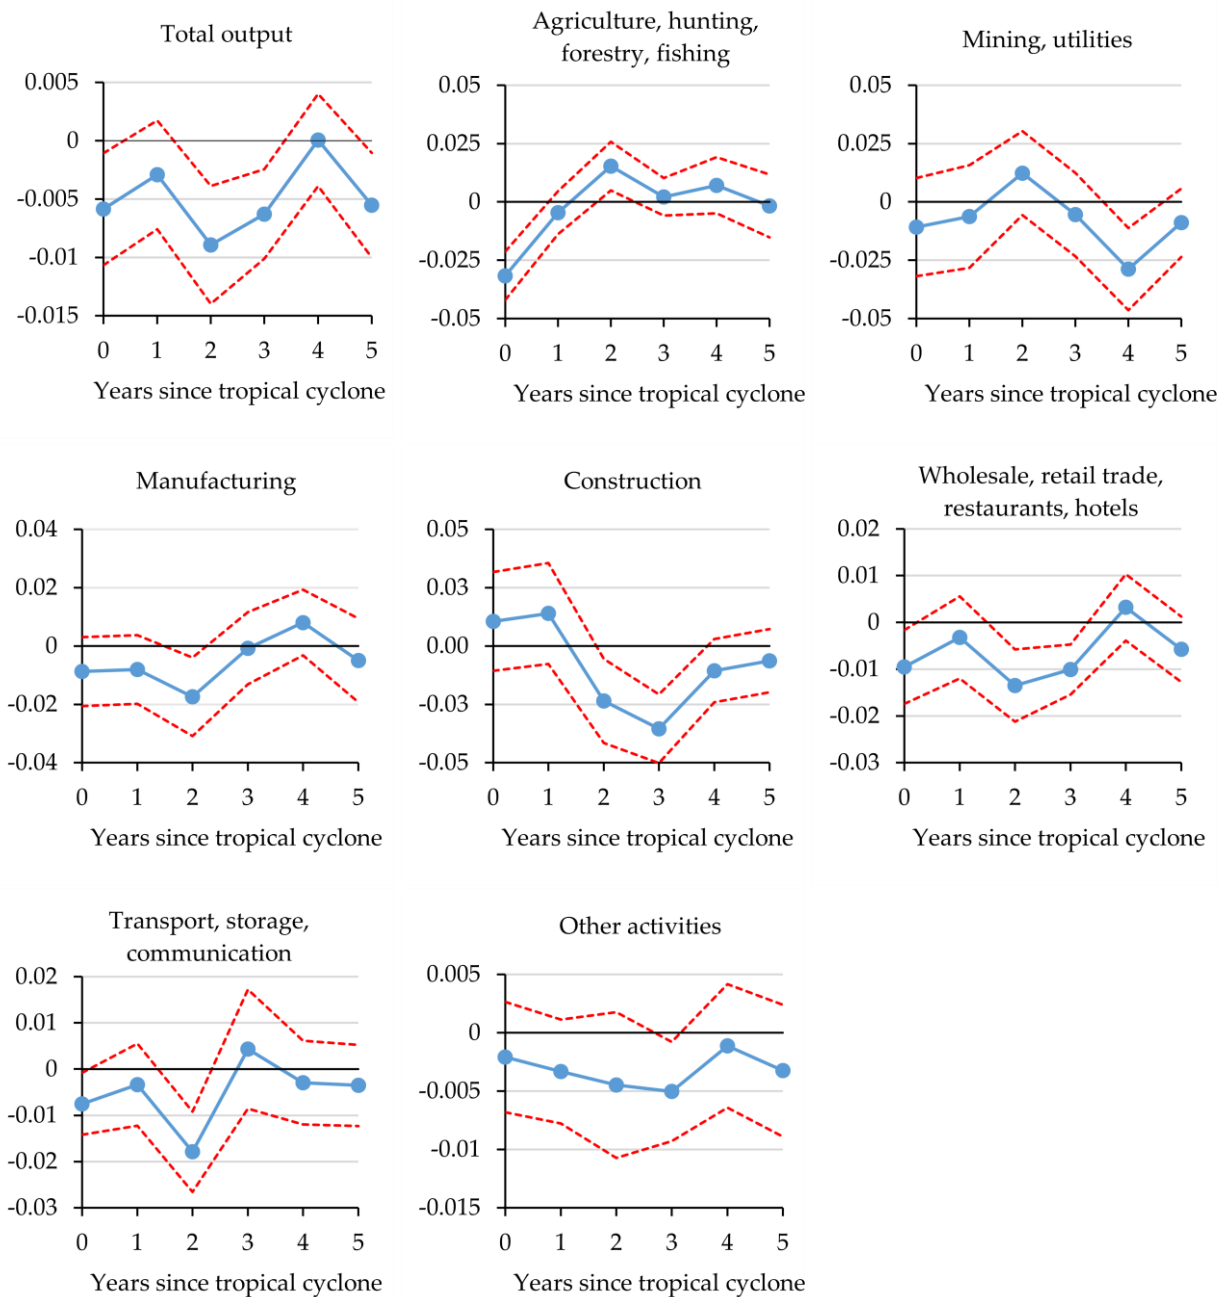 Total output
0.005
0
-0.005
-0.01
-0.015
0 1 2 3 4 5
Years since tropical cyclone
Agriculture, hunting,
forestry, fishing
0.05
0.025
0
-0.025
-0.05
0 1 2 3 4 5
Years since tropical cyclone
Mining, utilities
0.05
0.025
0
-0.025
-0.05
0 1 2 3 4 5
Years since tropical cyclone
Manufacturing
0.04
0.02
0
-0.02
-0.04
0 1 2 3 4 5
Years since tropical cyclone
Construction
0.05
0.03
0.00
-0.03
-0.05
0 1 2 3 4 5
Years since tropical cyclone
Wholesale, retail trade,
restaurants, hotels
0.02
0.01
0
-0.01
-0.02
-0.03
0 1 2 3 4 5
Years since tropical cyclone
Transport, storage,
communication
0.02
0.01
0
-0.01
-0.02
-0.03
0 1 2 3 4 5
Years since tropical cyclone
Other activities
0.005
0
-0.005
-0.01
-0.015
0 1 2 3 4 5
Years since tropical cyclone